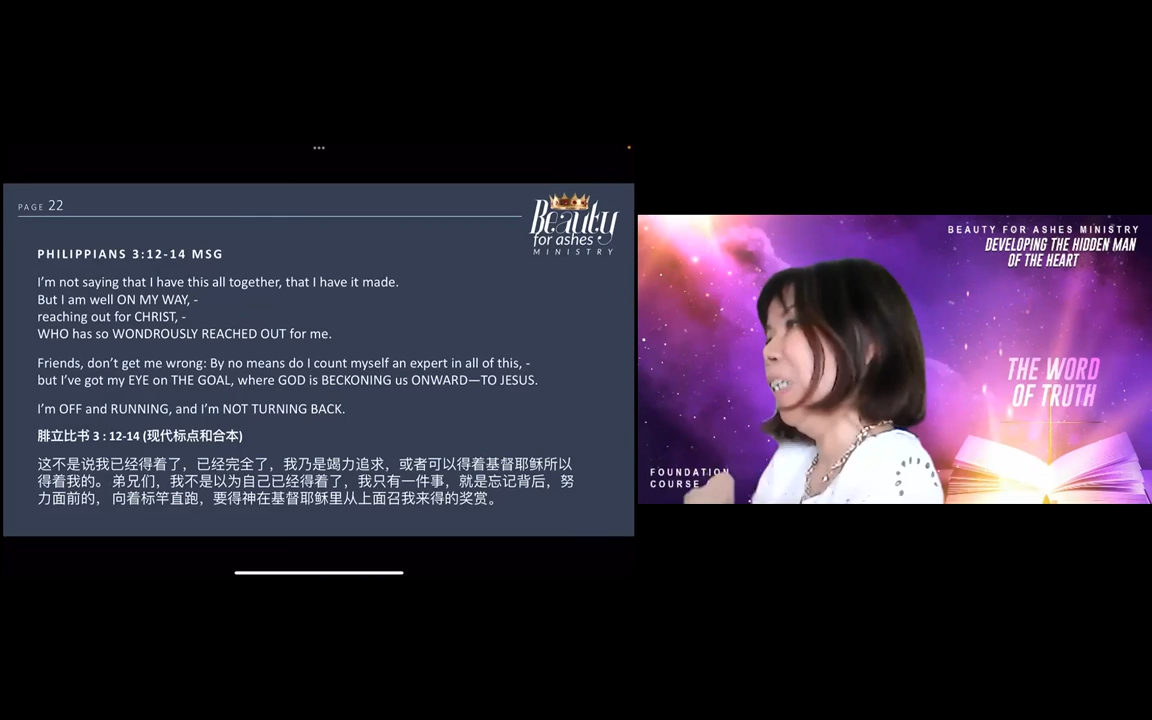 PAGE 22
Beauty
for ashes
MINISTRY
PHILIPPIANS 3:12-14 MSG
I'm not saying that I have this all together, that I have it made.
But I am well ON MY WAY, -
reaching out for CHRIST, -
WHO has so WONDROUSLY REACHED OUT for me.
Friends, don't get me wrong: By no means do I count myself an expert in all of this, -
but I've got my EYE on THE GOAL, where GOD is BECKONING us ONWARD—TO JESUS.
I'm OFF and RUNNING, and I'm NOT TURNING BACK.
腓立比书 3 : 12-14 (现代标点和合本)
这不是说我已经得着了，已经完全了，我乃是竭力追求，或者可以得着基督耶稣所以
得着我的。弟兄们，我不是以为自己已经得着了，我只有一件事，就是忘记背后，努
力面前的， 向着标竿直跑，要得神在基督耶稣里从上面召我来得的奖赏。
BEAUTY FOR ASHES MINISTRY
DEVELOPING THE HIDDEN MAN
OF THE HEART
THE WORD
OF TRUTH
FOUNDATION
COURSE